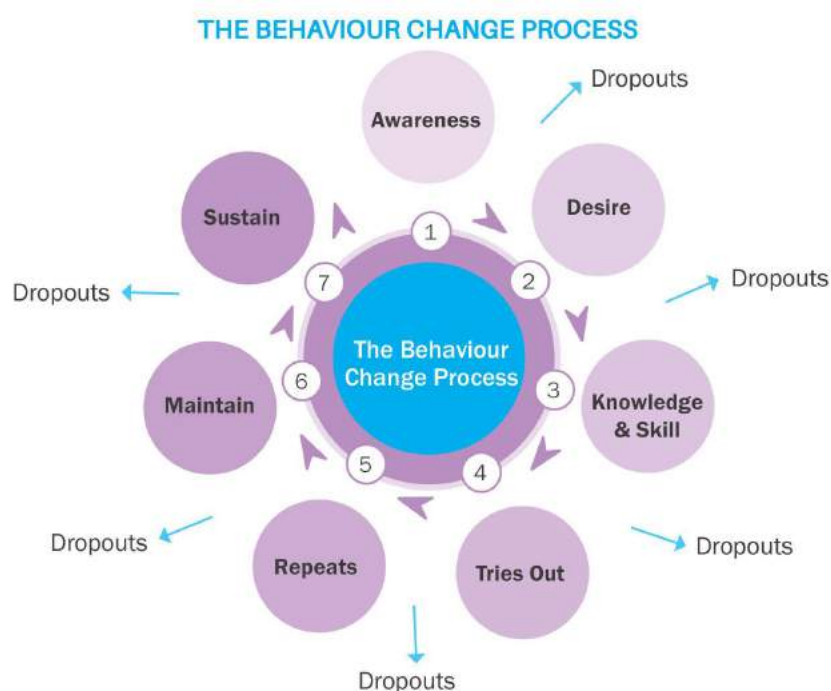 THE BEHAVIOUR CHANGE PROCESS
Dropouts
Awareness
Desire
Sustain
1
2
7
Dropouts
Dropouts
The Behaviour
Change Process
3
6
Knowledge
& Skill
Maintain
5
4
Dropouts
Dropouts
Repeats
Tries Out
Dropouts